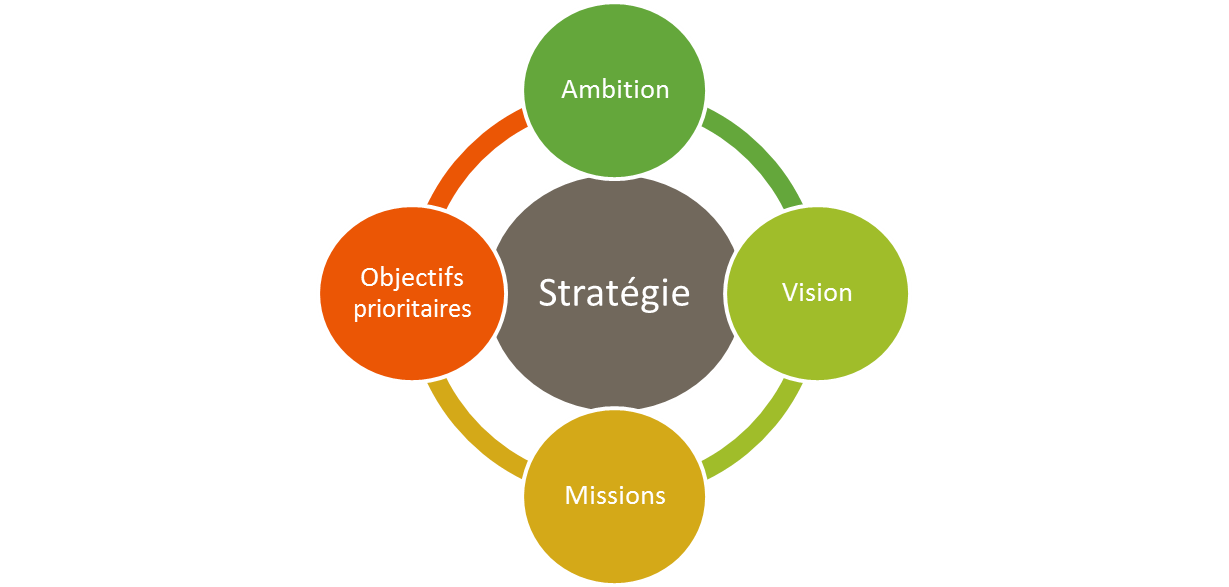 Ambition
Objectifs
prioritaires
Stratégie
Vision
Missions